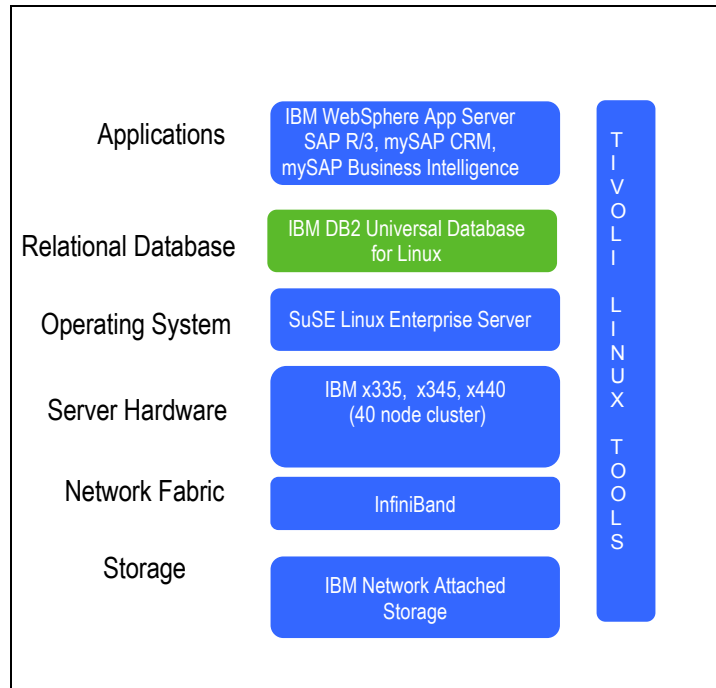 Applications
IBM WebSphere App Server
SAP R/3, mySAP CRM,
mySAP Business Intelligence
Relational Database
IBM DB2 Universal Database
for Linux
Operating System
SuSE Linux Enterprise Server
Server Hardware
IBM x335, x345, x440
(40 node cluster)
Network Fabric
InfiniBand
Storage
IBM Network Attached
Storage
TIVOLI LINUX TOOLS